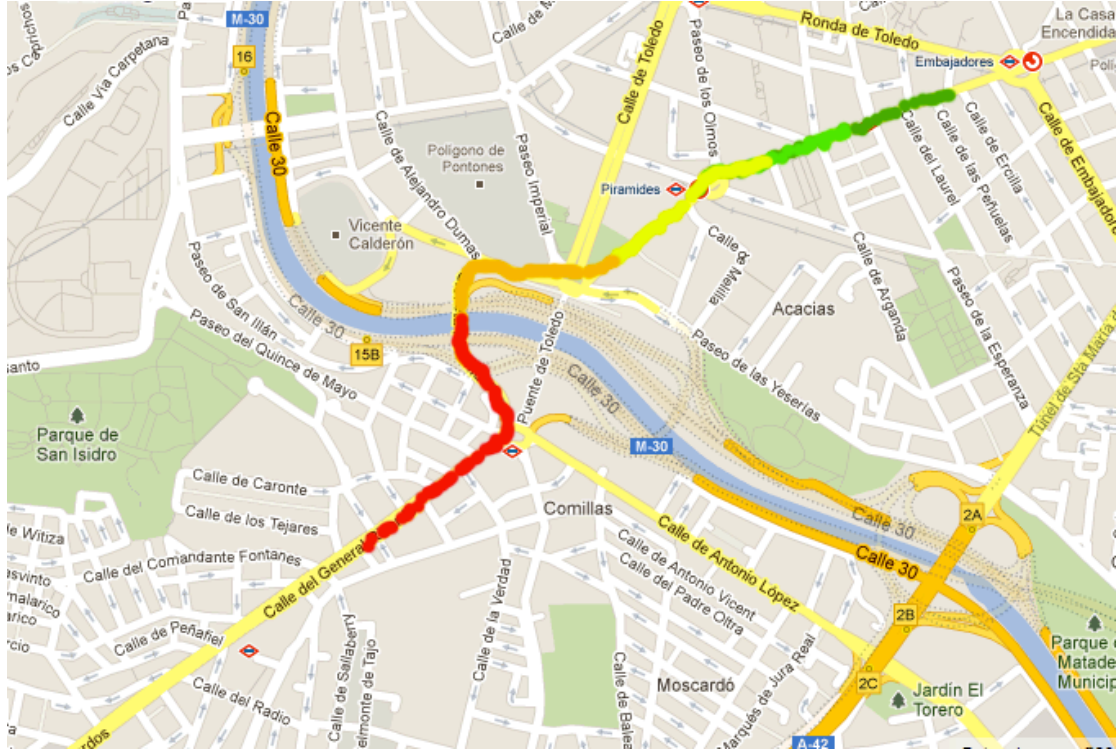 M-30
Calle de Toledo
Paseo de los Olmos
Ronda de Toledo
La Casa
Encendida
16
Embajadores
Calle Vía Carpetana
Calle 30
Calle de Alejandro Dumas
Polígono de
Pontones
Paseo Imperial
Piramides
Calle del Laurel
Calle de las Peñuelas
Calle de Ercilla
Calle de Embajador
Vicente
Calderón
Calle de Melilla
Calle de Arganda
Acacias
Paseo de la Esperanza
Paseo de San Illán
Calle 30
Paseo del Quince de Mayo
15B
Puente de Toledo
Calle 30
Paseo de las Yeserías
Túnel de Sta María
Parque de
San Isidro
M-30
Calle de Caronte
Calle de los Tejares
de Witiza
Calle del Comandante Fontanes
Comillas
Calle 30
2A
Calle 30
Calle del General
Calle de Antonio López
Calle de Antonio Vicent
Calle del Padre Oltra
Calle de la Verdad
Calle de Peñafiel
2B
Calle de Sallaberry
Calle del Radio
Moscardó
Marqués de Jura Real
2C
Jardín El
Torero
A-42